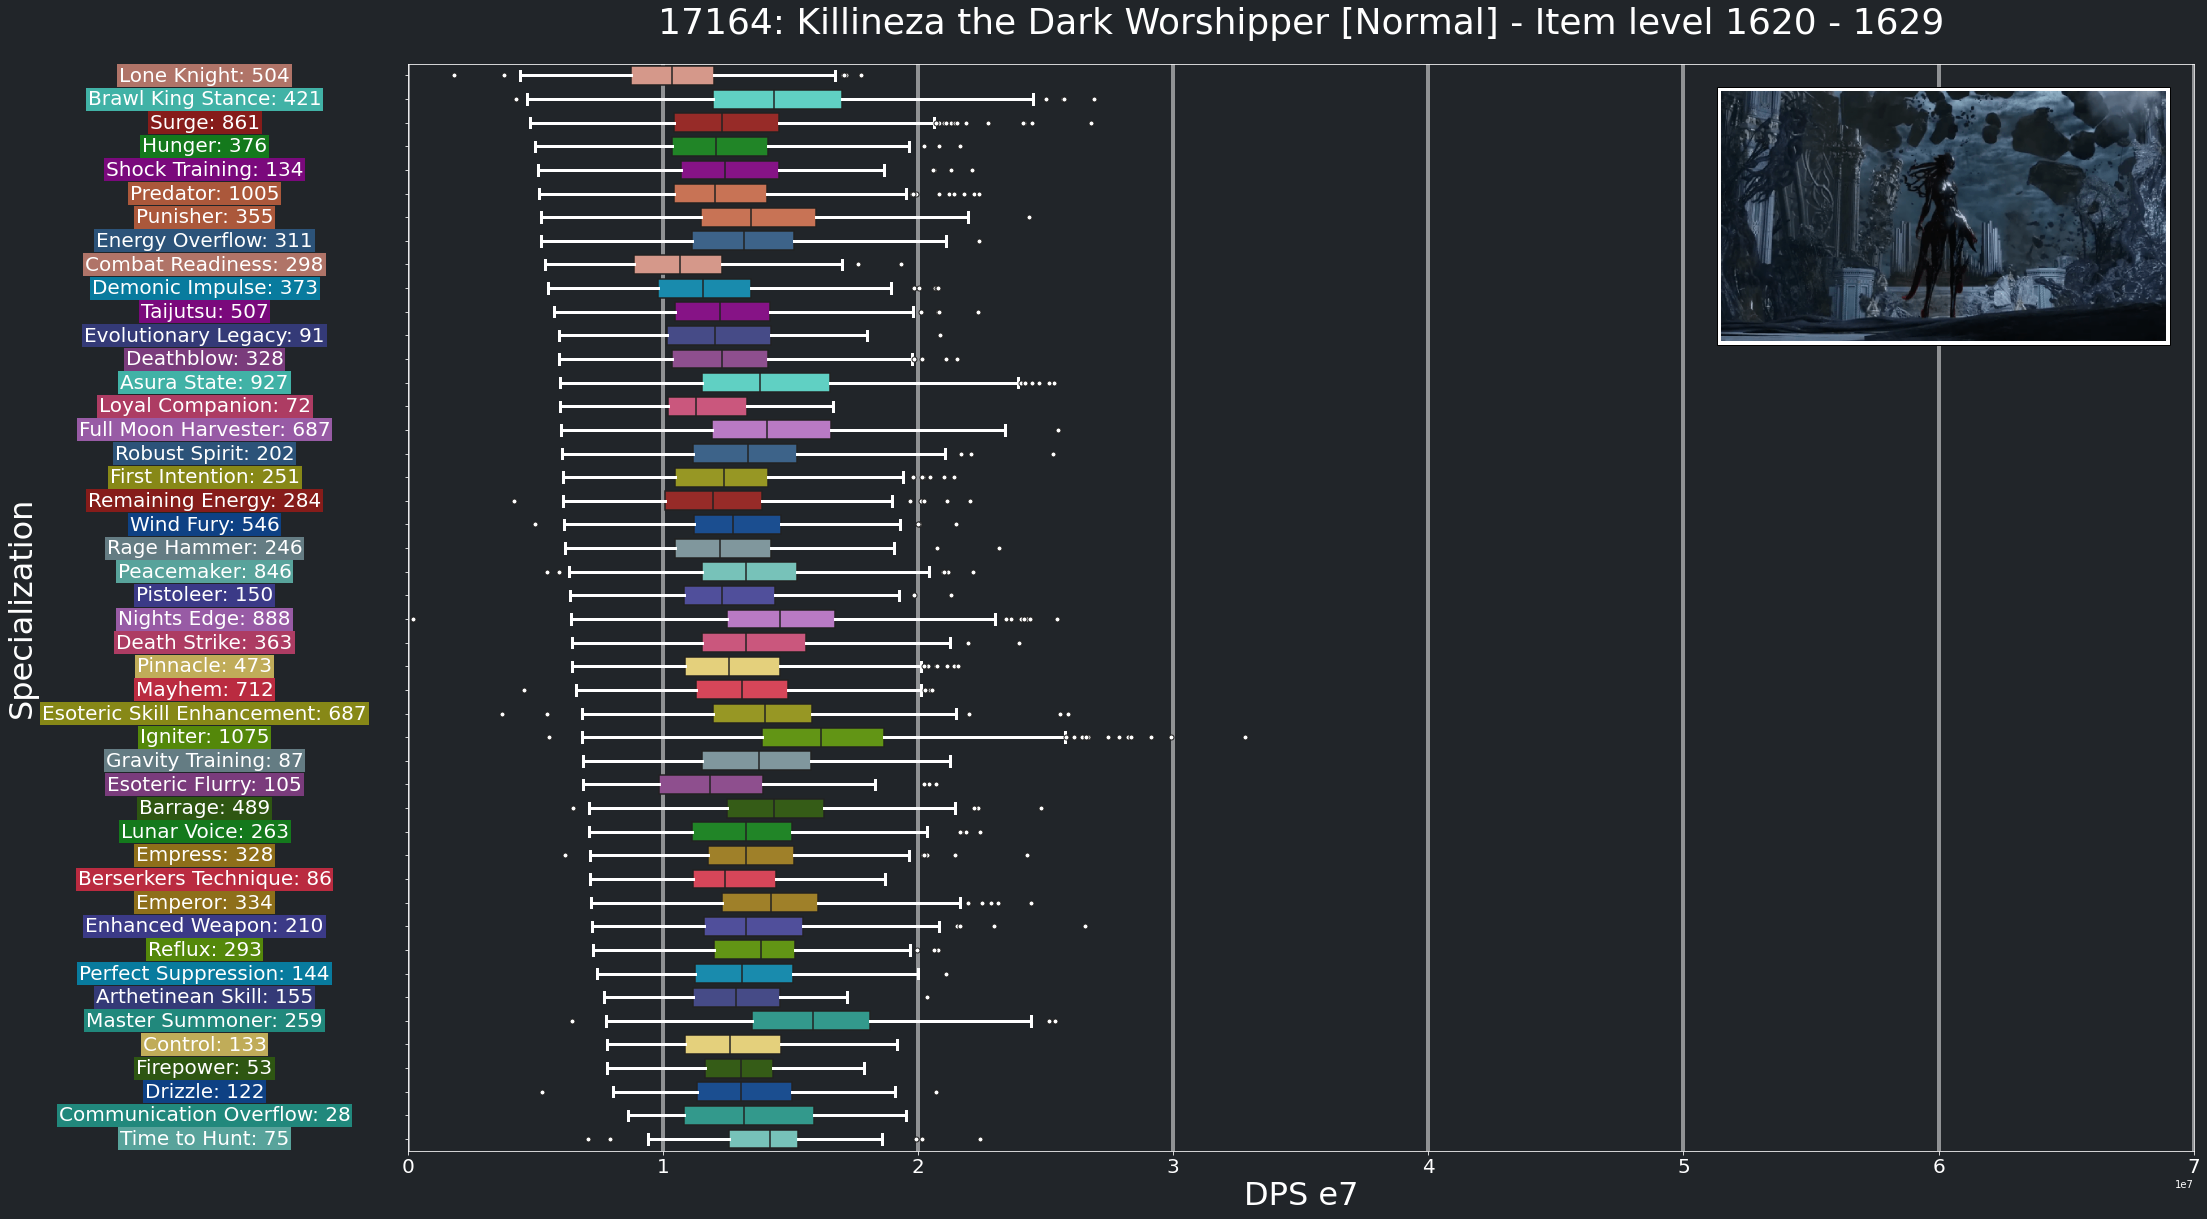 17164: Killineza the Dark Worshipper [Normal] - Item level 1620 - 1629
Specialization
Lone Knight: 504
Brawl King Stance: 421
Surge: 861
Hunger: 376
Shock Training: 134
Predator: 1005
Punisher: 355
Energy Overflow: 311
Combat Readiness: 298
Demonic Impulse: 373
Taijutsu: 507
Evolutionary Legacy: 91
Deathblow: 328
Asura State: 927
Loyal Companion: 72
Full Moon Harvester: 687
Robust Spirit: 202
First Intention: 251
Remaining Energy: 284
Wind Fury: 546
Rage Hammer: 246
Peacemaker: 846
Pistoleer: 150
Nights Edge: 888
Death Strike: 363
Pinnacle: 473
Mayhem: 712
Esoteric Skill Enhancement: 687
Igniter: 1075
Gravity Training: 87
Esoteric Flurry: 105
Barrage: 489
Lunar Voice: 263
Empress: 328
Berserkers Technique: 86
Emperor: 334
Enhanced Weapon: 210
Reflux: 293
Perfect Suppression: 144
Arthetinean Skill: 155
Master Summoner: 259
Control: 133
Firepower: 53
Drizzle: 122
Communication Overflow: 28
Time to Hunt: 75
0 1 2 3 4 5 6 7
1e7
DPS e7